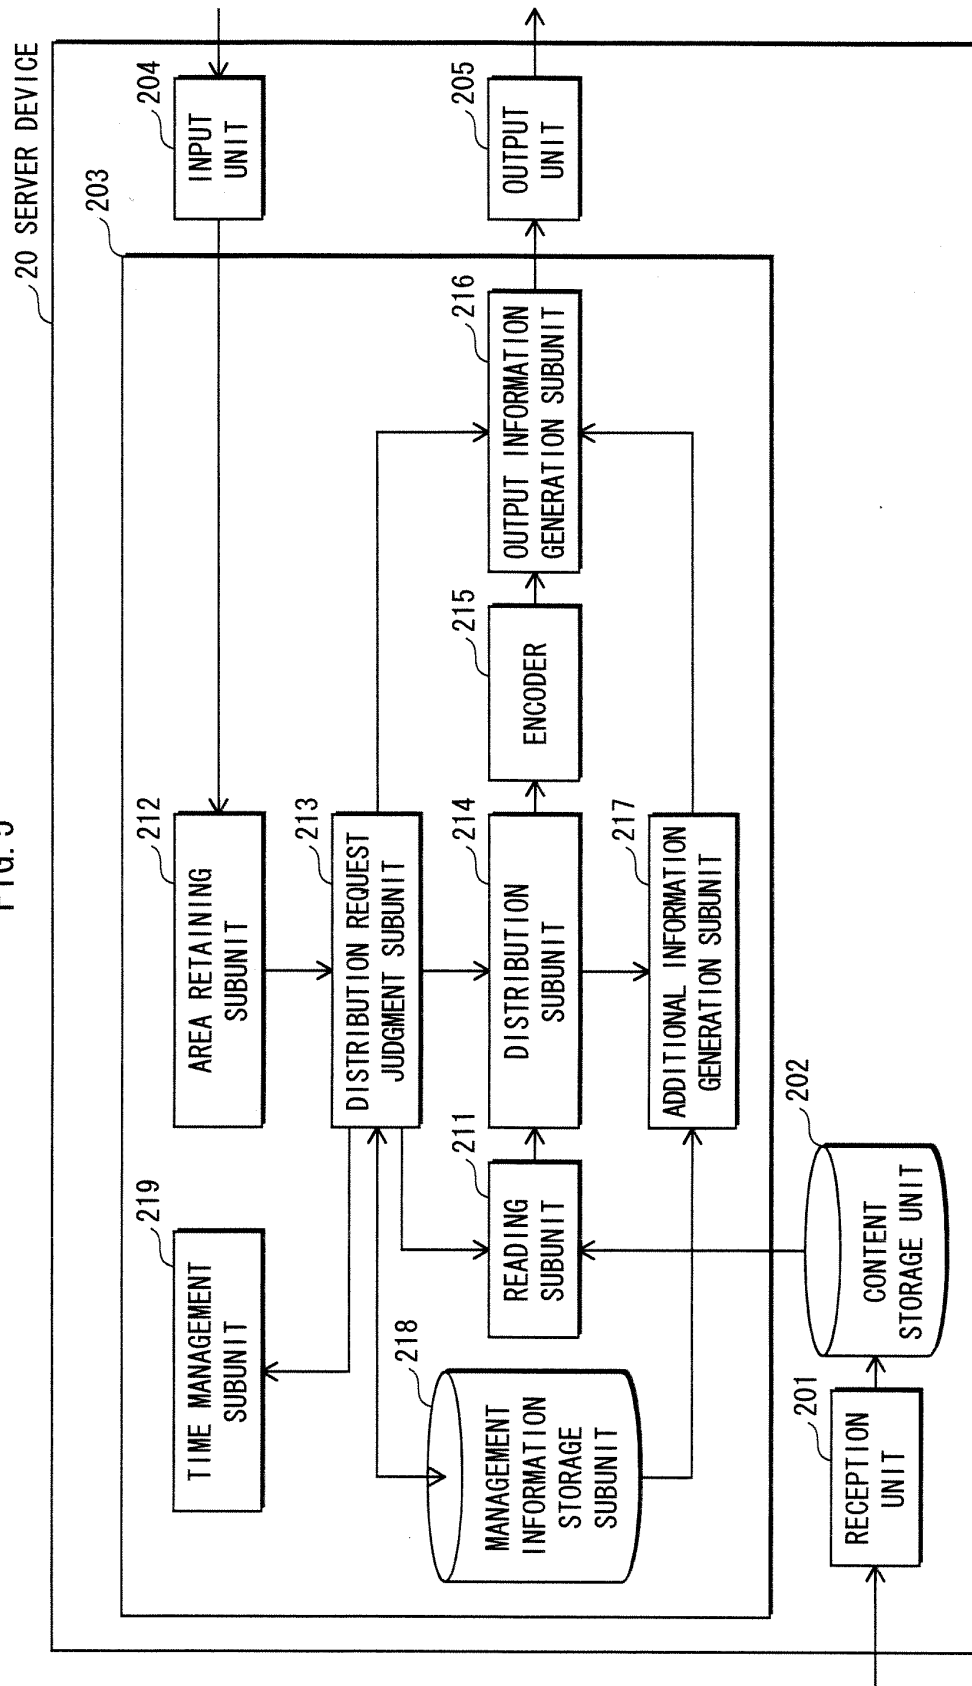 FIG. 5
20 SERVER DEVICE
203
204
INPUT
UNIT
205
OUTPUT
UNIT
219
TIME MANAGEMENT
SUBUNIT
212
AREA RETAINING
SUBUNIT
213
DISTRIBUTION REQUEST
JUDGMENT SUBUNIT
218
MANAGEMENT
INFORMATION
STORAGE
SUBUNIT
211
READING
SUBUNIT
214
DISTRIBUTION
SUBUNIT
215
ENCODER
216
OUTPUT INFORMATION
GENERATION SUBUNIT
217
ADDITIONAL INFORMATION
GENERATION SUBUNIT
201
RECEPTION
UNIT
202
CONTENT
STORAGE UNIT